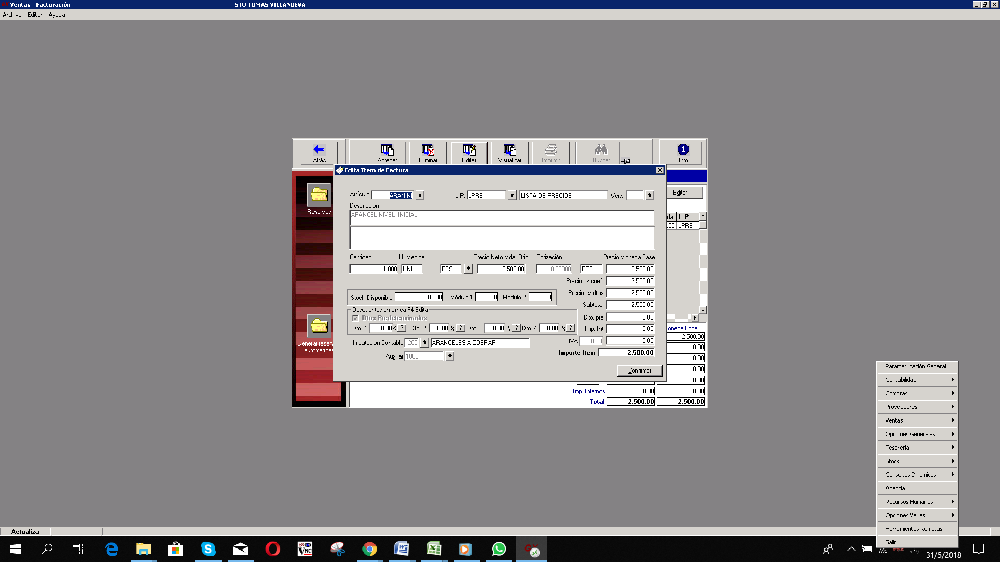 Ventas - Facturación
STO TOMAS VILLANUEVA
Archivo Editar Ayuda
Atrás
Agregar
Eliminar
Editar
Visualizar
Imprimir
Buscar
Info
Edita Item de Factura
Reservas
Generar reserv
automáticas
Editar
Artículo ARANINI
L.P. LPRE LISTA DE PRECIOS Vers. 1
Descripción
ARANCEL NIVEL INICIAL
da L.P.
.00 LPRE
Cantidad U. Medida Precio Neto Mda. Orig. Cotización Precio Moneda Base
1.000 UNI PES 2,500.00 0.00000 PES 2,500.00
Precio c/ coef. 2,500.00
Precio c/ dtos 2,500.00
Stock Disponible 0.000 Módulo 1 0 Módulo 2 0
Subtotal 2,500.00
Descuentos en Línea F4 Edita
Dtos Predeterminados
Dto. pie 0.00
Dto. 1 0.00 % ? Dto. 2 0.00 % ? Dto. 3 0.00 % ? Dto. 4 0.00 % ?
Imp. Int 0.00
Imputación Contable 200 ARANCELES A COBRAR
IVA 0.00 0.00
Auxiliar 1000
Importe Item 2,500.00
Confirmar
oneda Local
2,500.00
0.00
0.00
0.00
0.00
Imp. Internos 0.00 0.00
Total 2,500.00 2,500.00
Parametrización General
Contabilidad
Compras
Proveedores
Ventas
Opciones Generales
Tesoreria
Stock
Consultas Dinámicas
Agenda
Recursos Humanos
Opciones Varias
Herramientas Remotas
Salir
Actualiza
31/5/2018